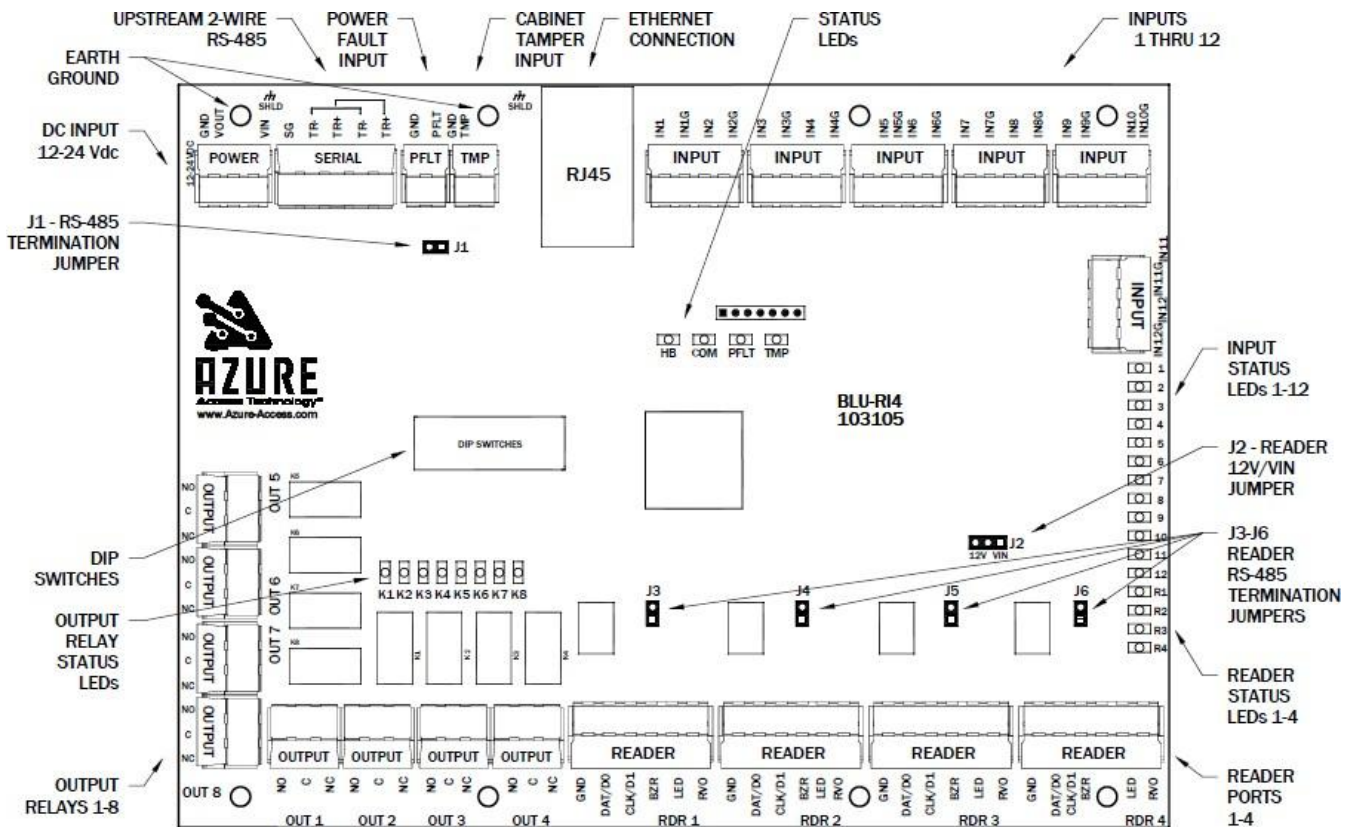 UPSTREAM 2-WIRE
RS-485
POWER
FAULT
INPUT
CABINET
TAMPER
INPUT
ETHERNET
CONNECTION
STATUS
LEDs
INPUTS
1 THRU 12
EARTH
GROUND
DC INPUT
12-24 Vdc
J1 - RS-485
TERMINATION
JUMPER
SHLD
SHLD
GND
VOUT
VIN
SG
TR-
TR+
TR-
TR+
GND
PFLT
GND
TMP
IN1
IN1G
IN2
IN2G
IN3
IN3G
IN4
IN4G
IN5
IN5G
IN6
IN6G
IN7
IN7G
IN8
IN8G
IN9
IN9G
IN10
IN10G
12-24VDC
POWER
SERIAL
PFLT
TMP
RJ45
INPUT
INPUT
INPUT
INPUT
INPUT
J1
IN11
IN11G
IN12
IN12G
INPUT
HB
COM
PFLT
TMP
AZURE
Access Technology
www.Azure-Access.com
BLU-RI4
103105
DIP SWITCHES
1
2
3
4
5
6
7
8
9
10
11
12
R1
R2
R3
R4
INPUT
STATUS
LEDs 1-12
J2 - READER
12V/VIN
JUMPER
J3-J6
READER
RS-485
TERMINATION
JUMPERS
READER
STATUS
LEDs 1-4
READER
PORTS
1-4
J2
12V VIN
J3
J4
J5
J6
DIP
SWITCHES
OUTPUT
RELAY
STATUS
LEDs
OUTPUT
RELAYS 1-8
NO
C
NC
OUTPUT
OUT 5
K5
NO
C
NC
OUTPUT
OUT 6
K6
NO
C
NC
OUTPUT
OUT 7
K7
NO
C
NC
OUTPUT
OUT 8
K8
K1 K2 K3 K4 K5 K6 K7 K8
K1
K2
K3
K4
OUTPUT
OUTPUT
OUTPUT
OUTPUT
READER
READER
READER
READER
NO
C
NC
NO
C
NC
NO
C
NC
NO
C
NC
GND
DAT/D0
CLK/D1
BZR
LED
RVO
GND
DAT/D0
CLK/D1
BZR
LED
RVO
GND
DAT/D0
CLK/D1
BZR
LED
RVO
GND
DAT/D0
CLK/D1
BZR
LED
RVO
OUT 1
OUT 2
OUT 3
OUT 4
RDR 1
RDR 2
RDR 3
RDR 4